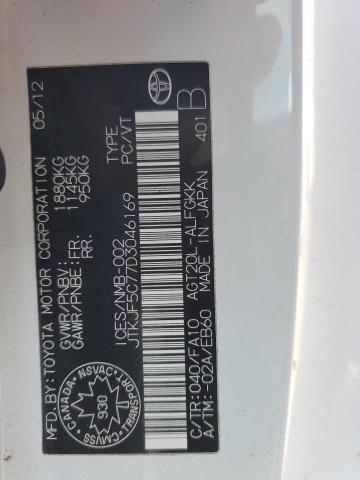 MFD.BY:TOYOTA MOTOR CORPORATION 05/12
GVWR/PNBV: 1880KG
GAWR/PNBE:FR: 1145KG
RR. 950KG
ICES/NMB-002 TYPE
JTKJF5C77D3046169 PC/VT
CANADA NSVAC
930
CMVSS TRANSPORT
C/TR:040/FA10 AGT20L-ALFGKK
A/TM:-02A/EB60 MADE IN JAPAN
401 B
TOYOTA